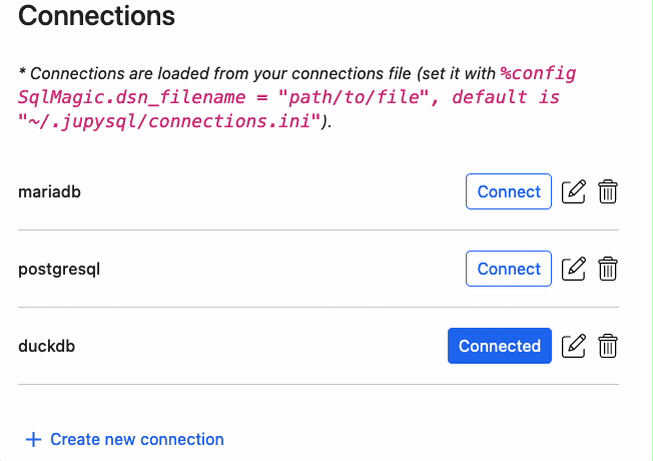 Connections
* Connections are loaded from your connections file (set it with %config
SqlMagic.dsn_filename = "path/to/file", default is
"~/.jupysql/connections.ini").
mariadb Connect
postgresql Connect
duckdb Connected
+ Create new connection